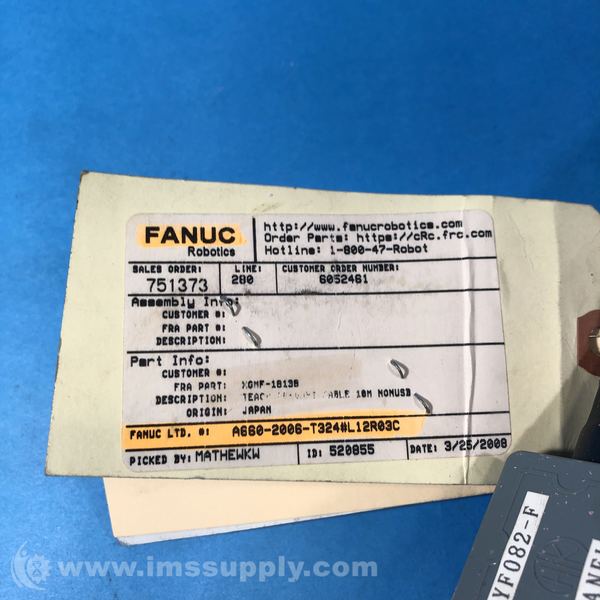 FANUC
Robotics
http://www.fanucrobotics.com
Order Parts: https://cRc.frc.com
Hotline: 1-800-47-Robot
SALES ORDER: LINE: CUSTOMER ORDER NUMBER:
751373 280 6052461
Assembly Info:
CUSTOMER #:
FRA PART #:
DESCRIPTION:
Part Info:
CUSTOMER #:
FRA PART: XGMF-18138
DESCRIPTION: CABLE 10M NONUSB
ORIGIN: JAPAN
FANUC LTD. #: A660-2006-T324#L12R03C
PICKED BY: MATHEWKW ID: 520855 DATE: 3/25/2008
YF082-F
www.imssupply.com